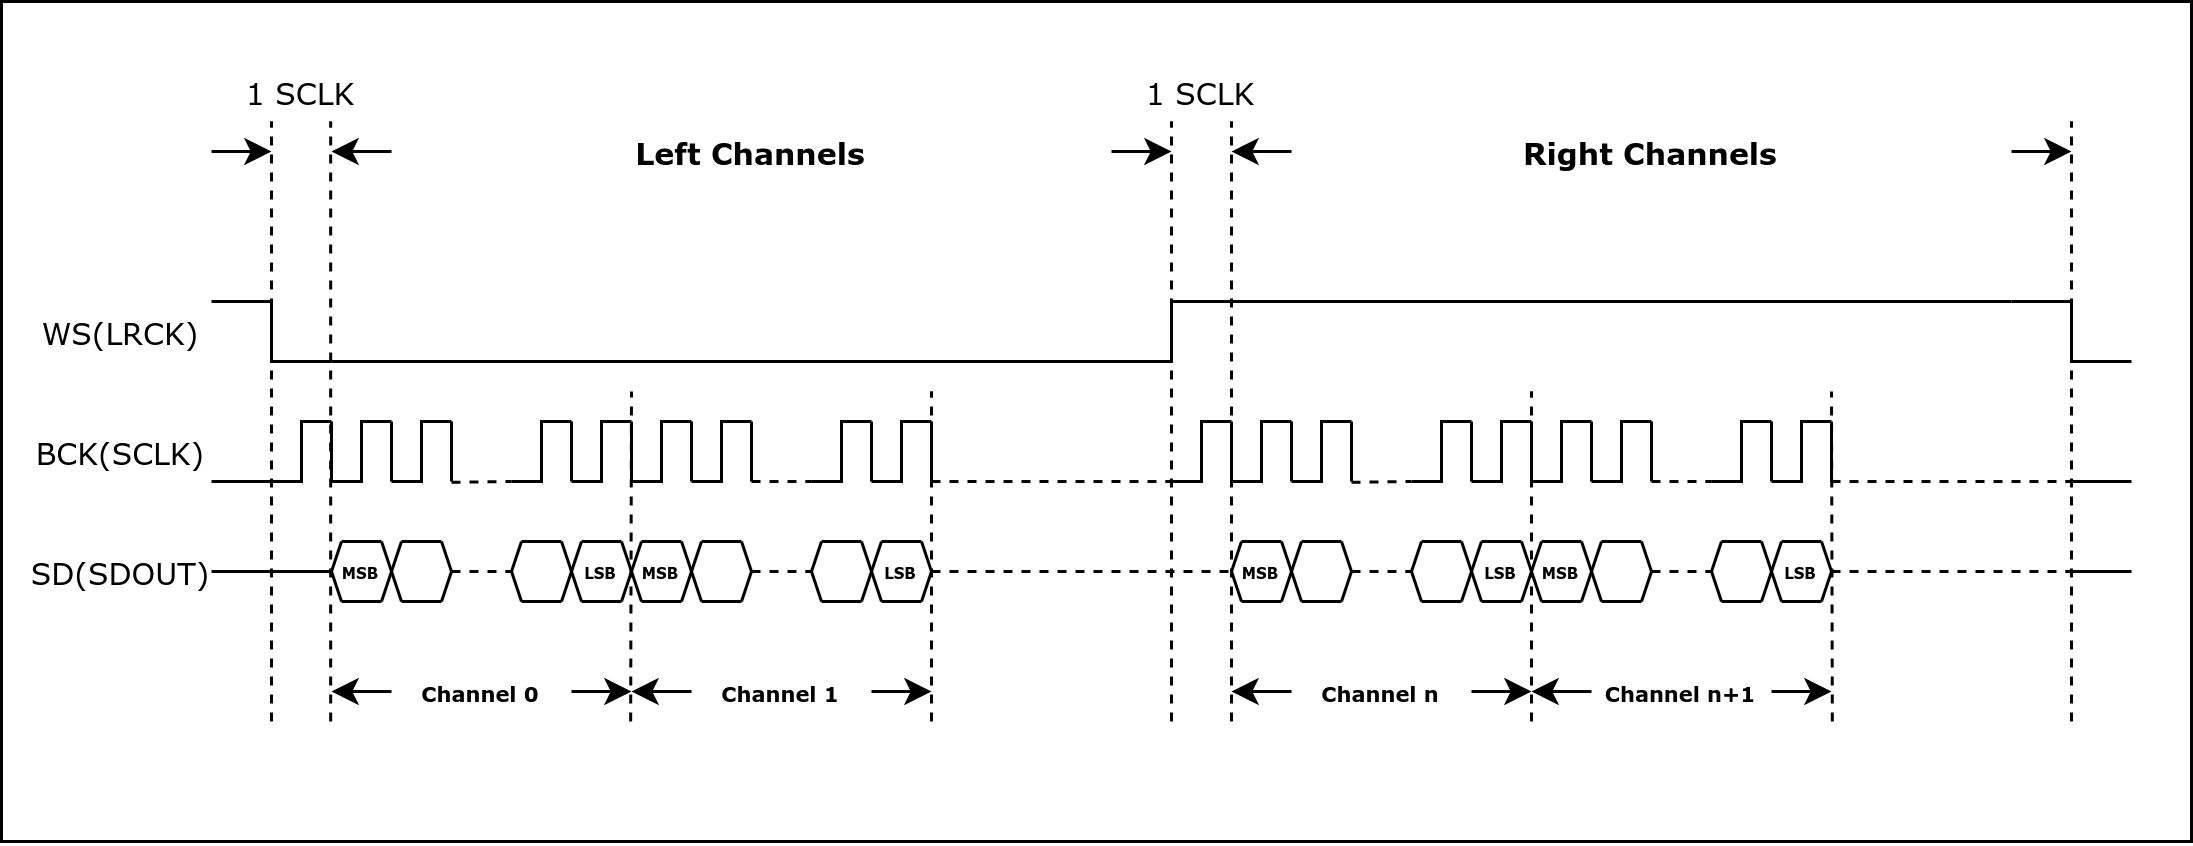 1 SCLK
1 SCLK
Left Channels
Right Channels
WS(LRCK)
BCK(SCLK)
SD(SDOUT)
MSB
LSB
MSB
LSB
MSB
LSB
MSB
LSB
Channel 0
Channel 1
Channel n
Channel n+1